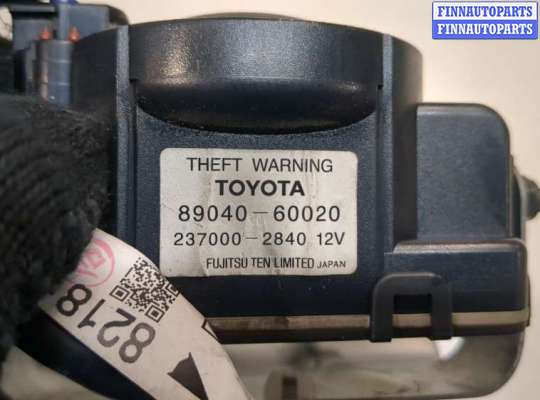 FINNAUTOPARTS
FINNAUTOPARTS
THEFT WARNING
TOYOTA
89040-60020
237000-2840 12V
FUJITSU TEN LIMITED JAPAN
8218